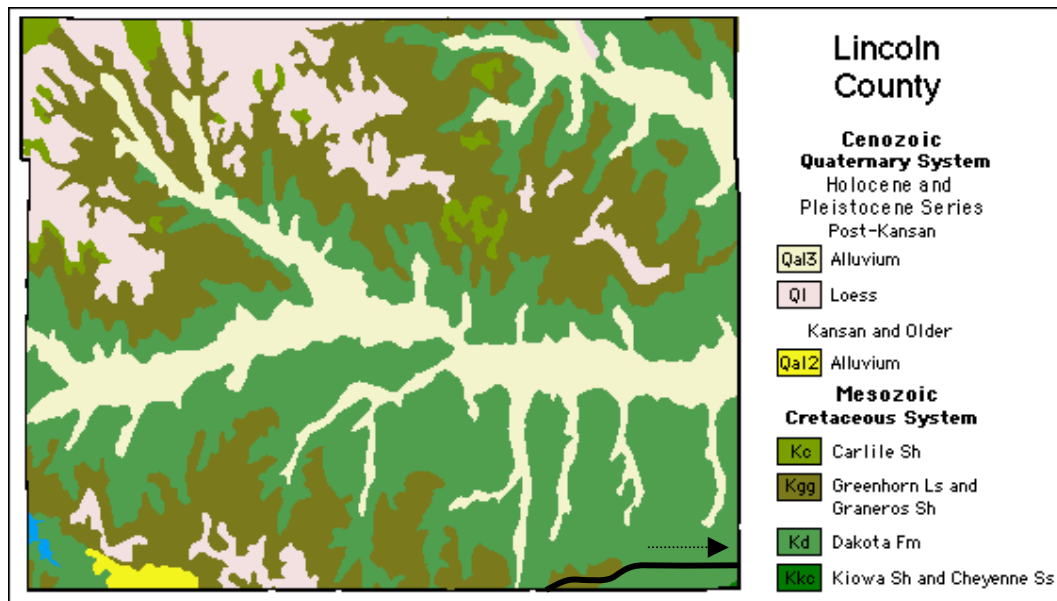 Lincoln
County
Cenozoic
Quaternary System
Holocene and
Pleistocene Series
Post-Kansan
Qal3 Alluvium
Ql Loess
Kansan and Older
Qal2 Alluvium
Mesozoic
Cretaceous System
Kc Carlile Sh
Kgg Greenhorn Ls and
Graneros Sh
Kd Dakota Fm
Kkc Kiowa Sh and Cheyenne Ss